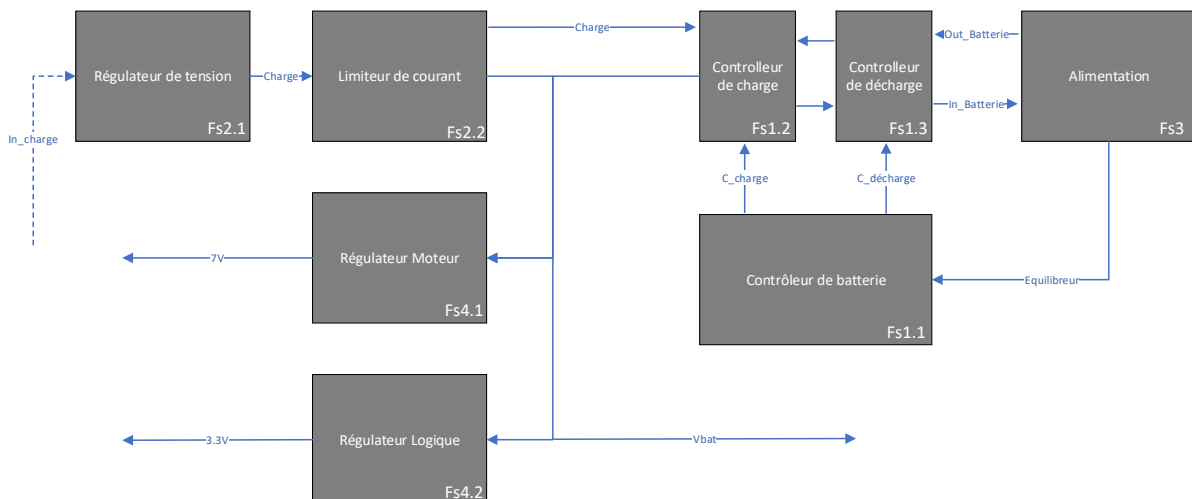 Charge
Régulateur de tension
Fs2.1
Charge
Limiteur de courant
Fs2.2
Controlleur
de charge
Fs1.2
Controlleur
de décharge
Fs1.3
Out_Batterie
In_Batterie
Alimentation
Fs3
In_charge
C_charge
C_décharge
7V
Régulateur Moteur
Fs4.1
Contrôleur de batterie
Fs1.1
Equilibreur
3.3V
Régulateur Logique
Fs4.2
Vbat